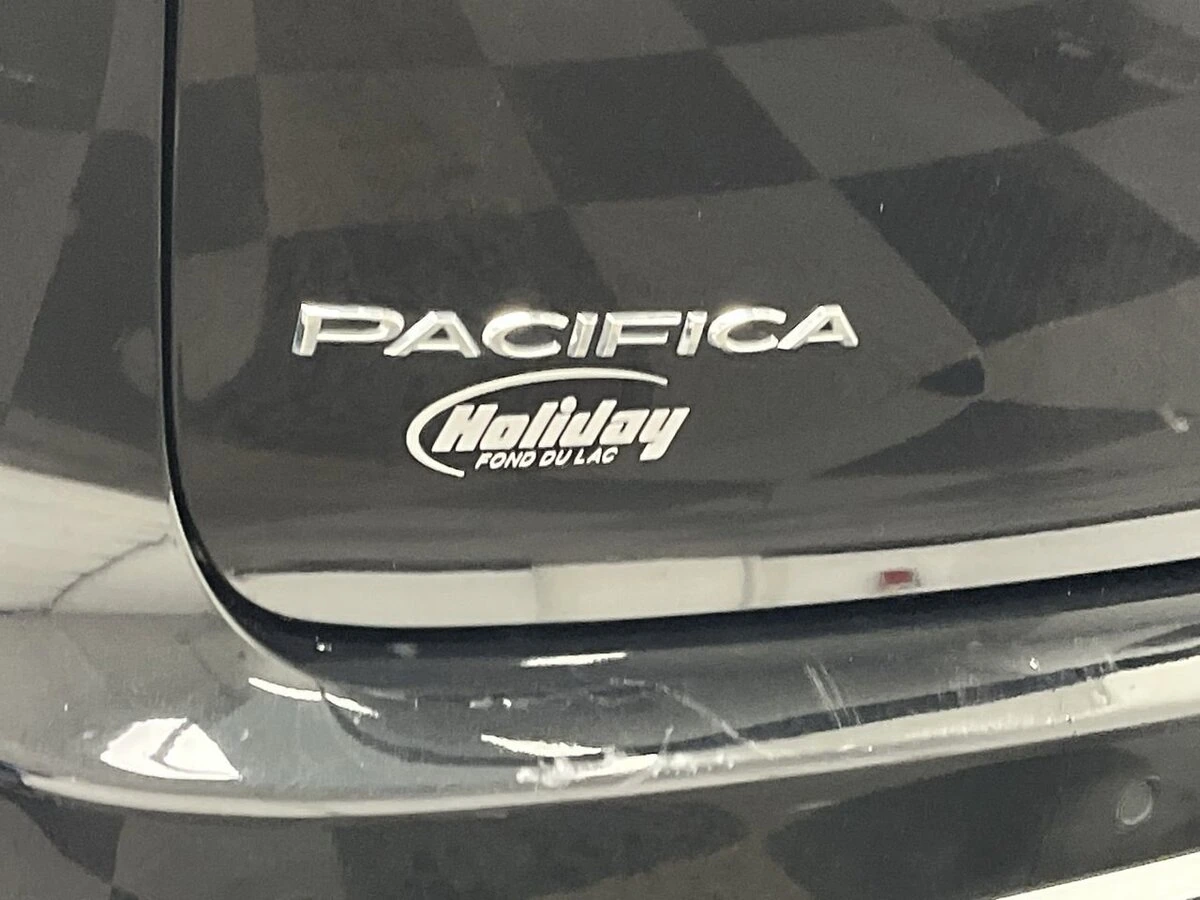 PACIFICA
Holiday
FOND DU LAC